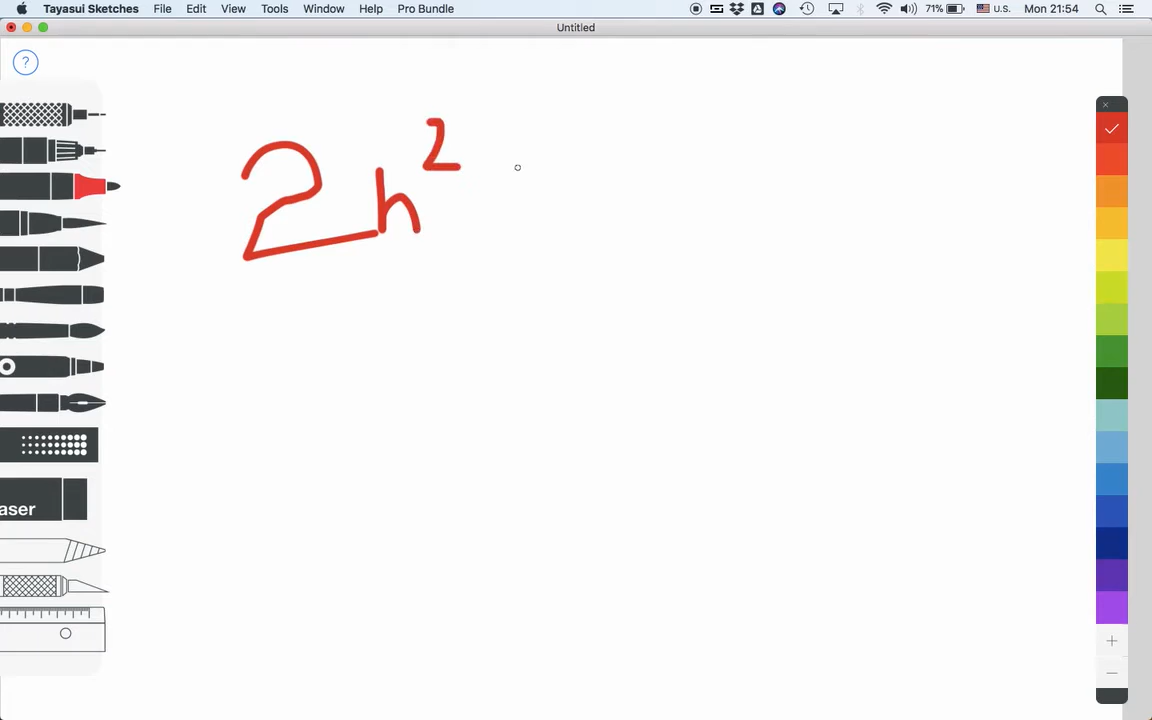 Tayasui Sketches File Edit View Tools Window Help Pro Bundle 71% U.S. Mon 21:54
Untitled
?
2h²
aser